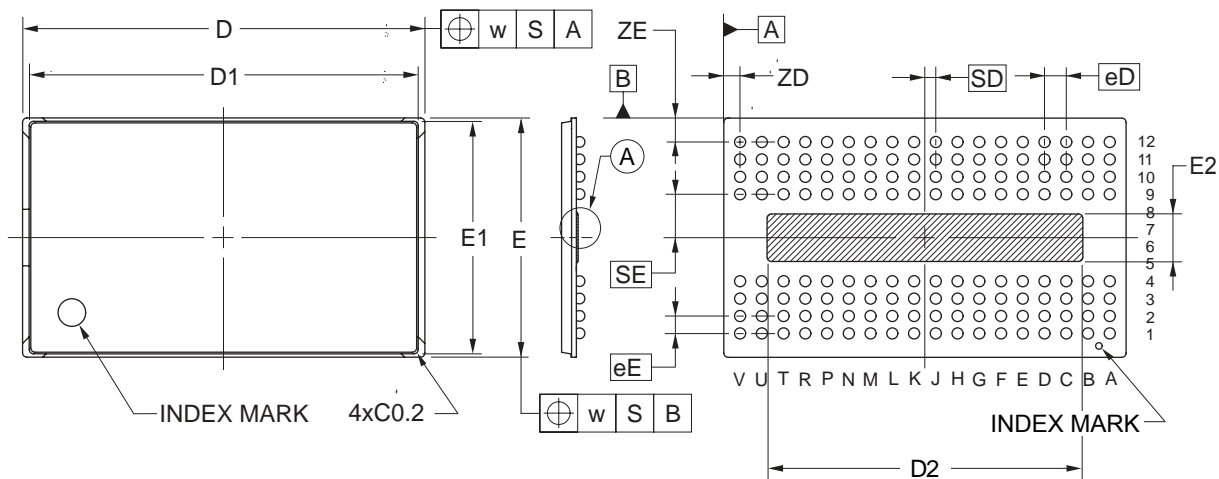 D
w S A
D1
ZE
A
B
ZD
SD
eD
A
12
11
10
9
8
7
6
5
4
3
2
1
E2
E1
E
SE
eE
V U T R P N M L K J H G F E D C B A
INDEX MARK
4xC0.2
w S B
INDEX MARK
D2